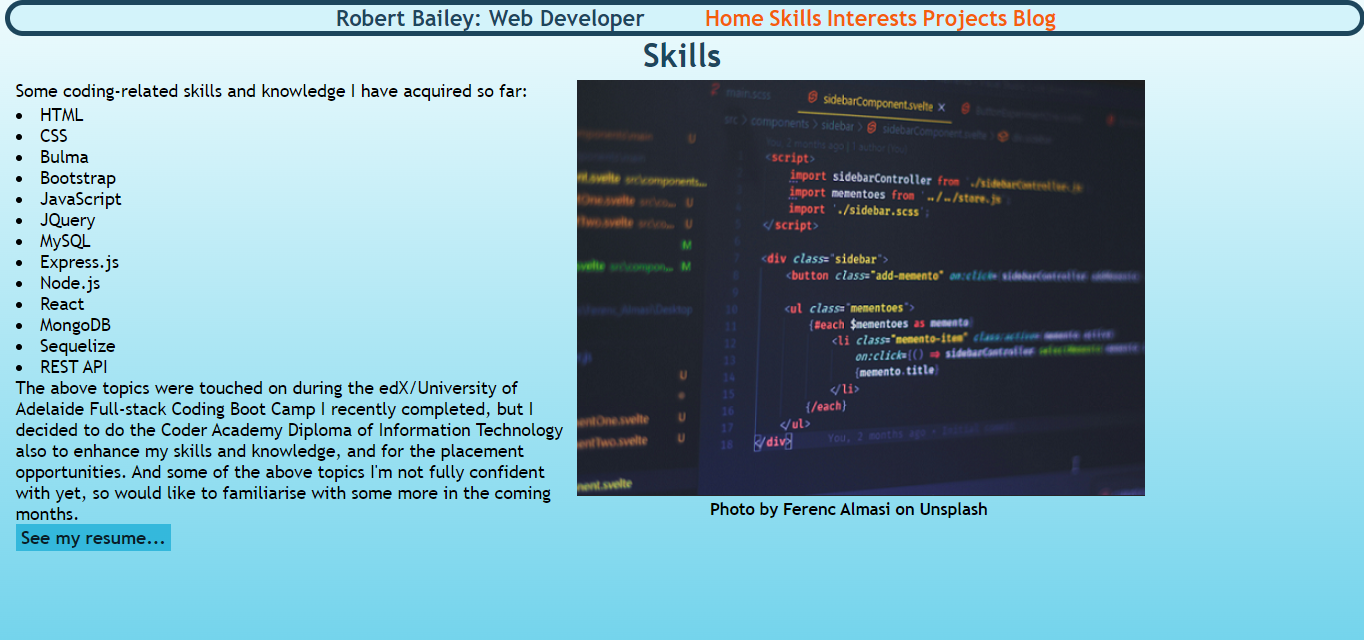 Robert Bailey: Web Developer
Home Skills Interests Projects Blog
Skills
Some coding-related skills and knowledge I have acquired so far:
HTML
CSS
Bulma
Bootstrap
JavaScript
JQuery
MySQL
Express.js
Node.js
React
MongoDB
Sequelize
REST API
The above topics were touched on during the edX/University of
Adelaide Full-stack Coding Boot Camp I recently completed, but I
decided to do the Coder Academy Diploma of Information Technology
also to enhance my skills and knowledge, and for the placement
opportunities. And some of the above topics I'm not fully confident
with yet, so would like to familiarise with some more in the coming
months.
See my resume...
main.scss
sidebarComponent.svelte ×
src > components > sidebar > sidebarComponent.svelte
You, 2 months ago | 1 author (You)
<script>
import sidebarController from './sidebarController.js
import mementoes from '../../store.js';
import './sidebar.scss';
</script>
<div class="sidebar">
<button class="add-memento" on:click= sidebarController
<ul class="mementoes">
{#each $mementoes as memento}
<li class="memento-item" class:active=
on:click={() => sidebarController
{memento.title}
</li>
{/each}
</ul>
</div>
You, 2 months ago •
Photo by Ferenc Almasi on Unsplash